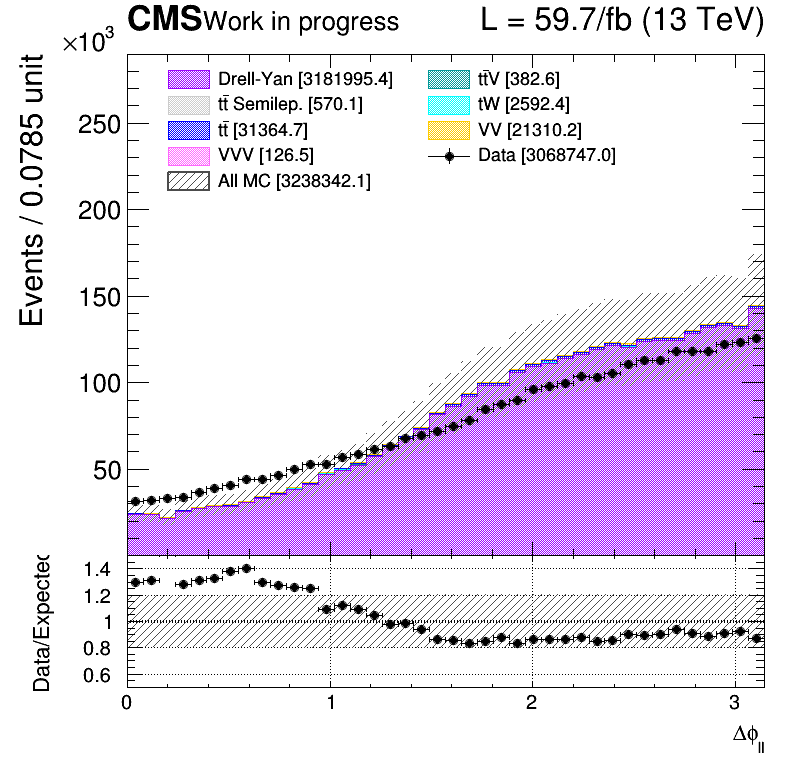 CMS Work in progress L = 59.7/fb (13 TeV)
×10³
Events / 0.0785 unit
250
200
150
100
50
Drell-Yan [3181995.4]
tt̄ Semilep. [570.1]
tt̄ [31364.7]
VVV [126.5]
All MC [3238342.1]
tt̄V [382.6]
tW [2592.4]
VV [21310.2]
Data [3068747.0]
Data/Expected
1.4
1.2
1
0.8
0.6
0 1 2 3
Δϕ_ll